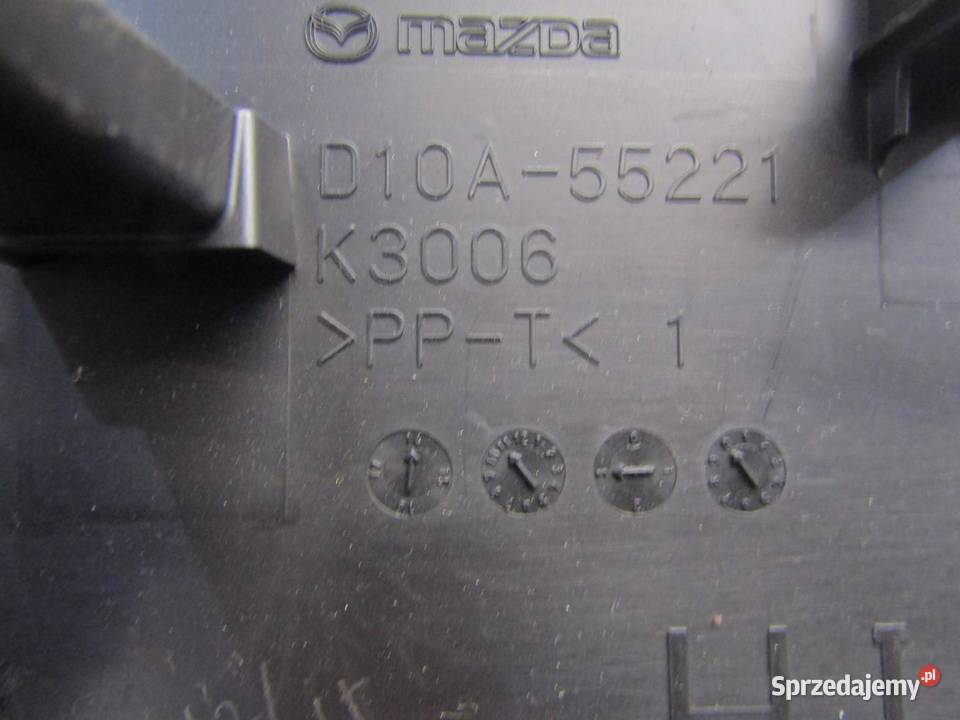 mazda
D10A-55221
K3006
>PP-T< 1
Sprzedajemy.pl